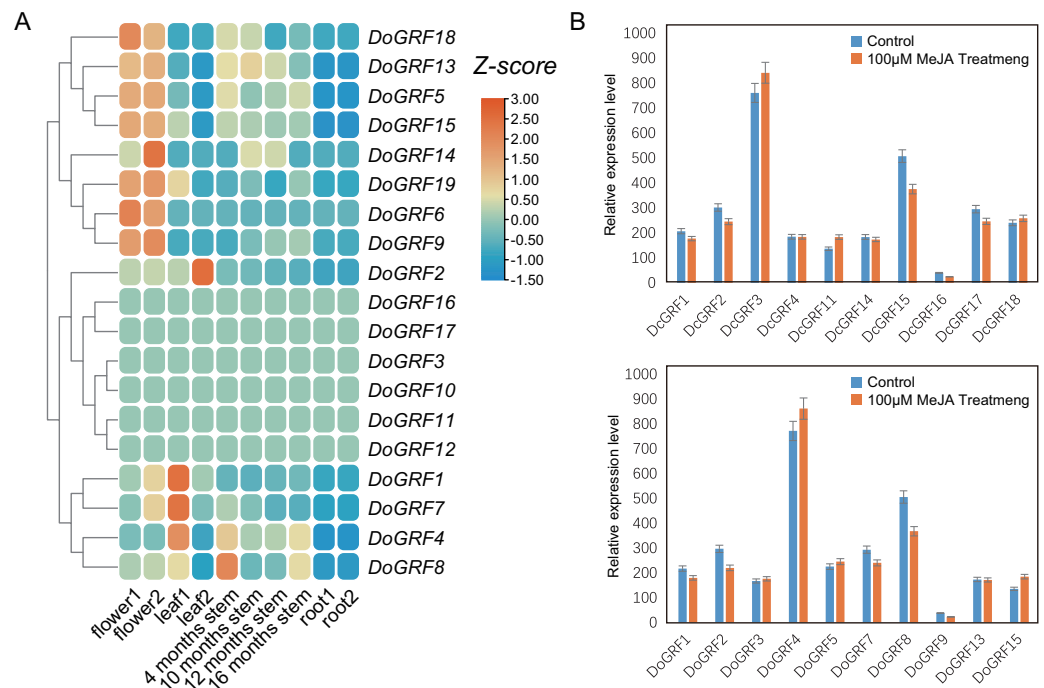 A
DoGRF18
DoGRF13
DoGRF5
DoGRF15
DoGRF14
DoGRF19
DoGRF6
DoGRF9
DoGRF2
DoGRF16
DoGRF17
DoGRF3
DoGRF10
DoGRF11
DoGRF12
DoGRF1
DoGRF7
DoGRF4
DoGRF8
flower1
flower2
leaf1
leaf2
4 months stem
10 months stem
12 months stem
16 months stem
root1
root2
Z-score
3.00
2.50
2.00
1.50
1.00
0.50
0.00
-0.50
-1.00
-1.50
B
Relative expression level
1000
900
800
700
600
500
400
300
200
100
0
Control
100μM MeJA Treatmeng
DcGRF1
DcGRF2
DcGRF3
DcGRF4
DcGRF11
DcGRF14
DcGRF15
DcGRF16
DcGRF17
DcGRF18
Relative expression level
1000
900
800
700
600
500
400
300
200
100
0
Control
100μM MeJA Treatmeng
DoGRF1
DoGRF2
DoGRF3
DoGRF4
DoGRF5
DoGRF7
DoGRF8
DoGRF9
DoGRF13
DoGRF15